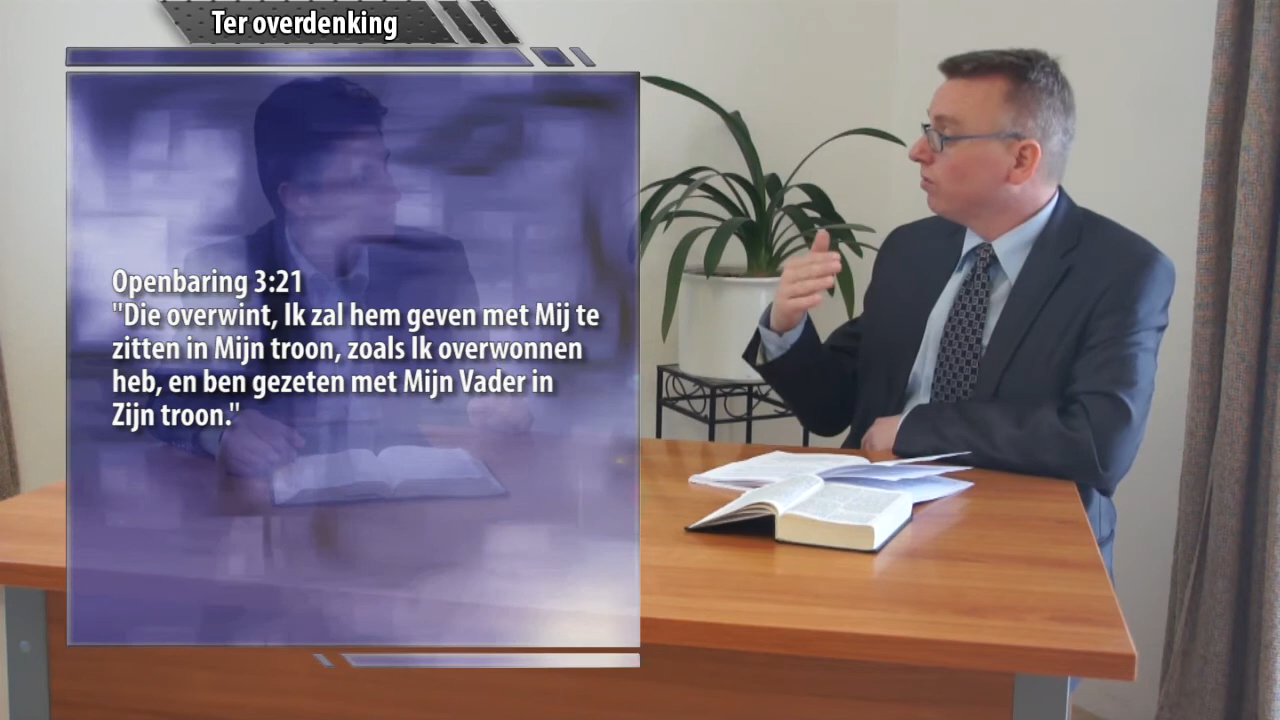 Ter overdenking
Openbaring 3:21
"Die overwint, Ik zal hem geven met Mij te
zitten in Mijn troon, zoals Ik overwonnen
heb, en ben gezeten met Mijn Vader in
Zijn troon."